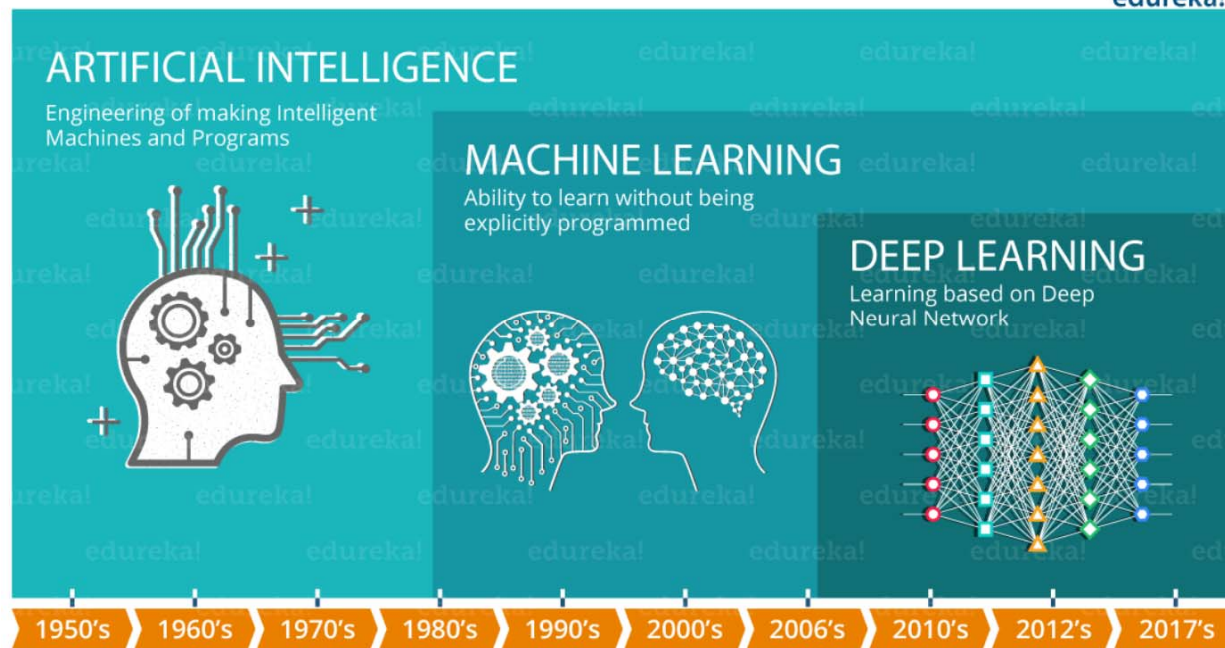 edureka!
ARTIFICIAL INTELLIGENCE
Engineering of making Intelligent
Machines and Programs
MACHINE LEARNING
Ability to learn without being
explicitly programmed
DEEP LEARNING
Learning based on Deep
Neural Network
1950's 1960's 1970's 1980's 1990's 2000's 2006's 2010's 2012's 2017's